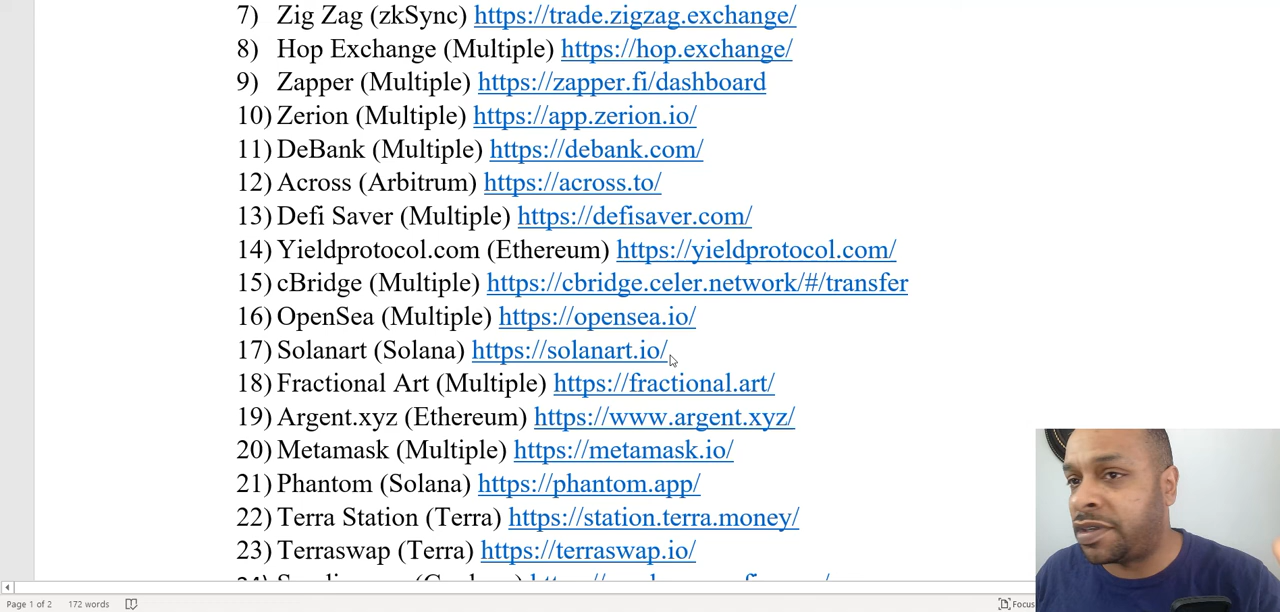 7) Zig Zag (zkSync) https://trade.zigzag.exchange/
8) Hop Exchange (Multiple) https://hop.exchange/
9) Zapper (Multiple) https://zapper.fi/dashboard
10) Zerion (Multiple) https://app.zerion.io/
11) DeBank (Multiple) https://debank.com/
12) Across (Arbitrum) https://across.to/
13) Defi Saver (Multiple) https://defisaver.com/
14) Yieldprotocol.com (Ethereum) https://yieldprotocol.com/
15) cBridge (Multiple) https://cbridge.celer.network/#/transfer
16) OpenSea (Multiple) https://opensea.io/
17) Solanart (Solana) https://solanart.io/
18) Fractional Art (Multiple) https://fractional.art/
19) Argent.xyz (Ethereum) https://www.argent.xyz/
20) Metamask (Multiple) https://metamask.io/
21) Phantom (Solana) https://phantom.app/
22) Terra Station (Terra) https://station.terra.money/
23) Terraswap (Terra) https://terraswap.io/
Page 1 of 2 172 words Focus